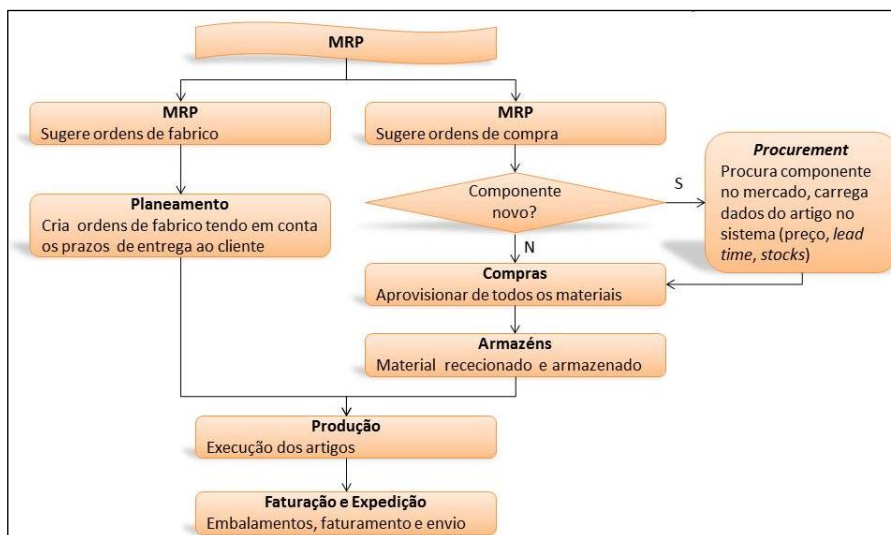 MRP
MRP
Sugere ordens de fabrico
MRP
Sugere ordens de compra
Procurement
Procura componente
no mercado, carrega
dados do artigo no
sistema (preço, lead
time, stocks)
Componente
novo?
S
N
Planeamento
Cria ordens de fabrico tendo em conta
os prazos de entrega ao cliente
Compras
Aprovisionar de todos os materiais
Armazéns
Material rececionado e armazenado
Produção
Execução dos artigos
Faturação e Expedição
Embalamentos, faturamento e envio